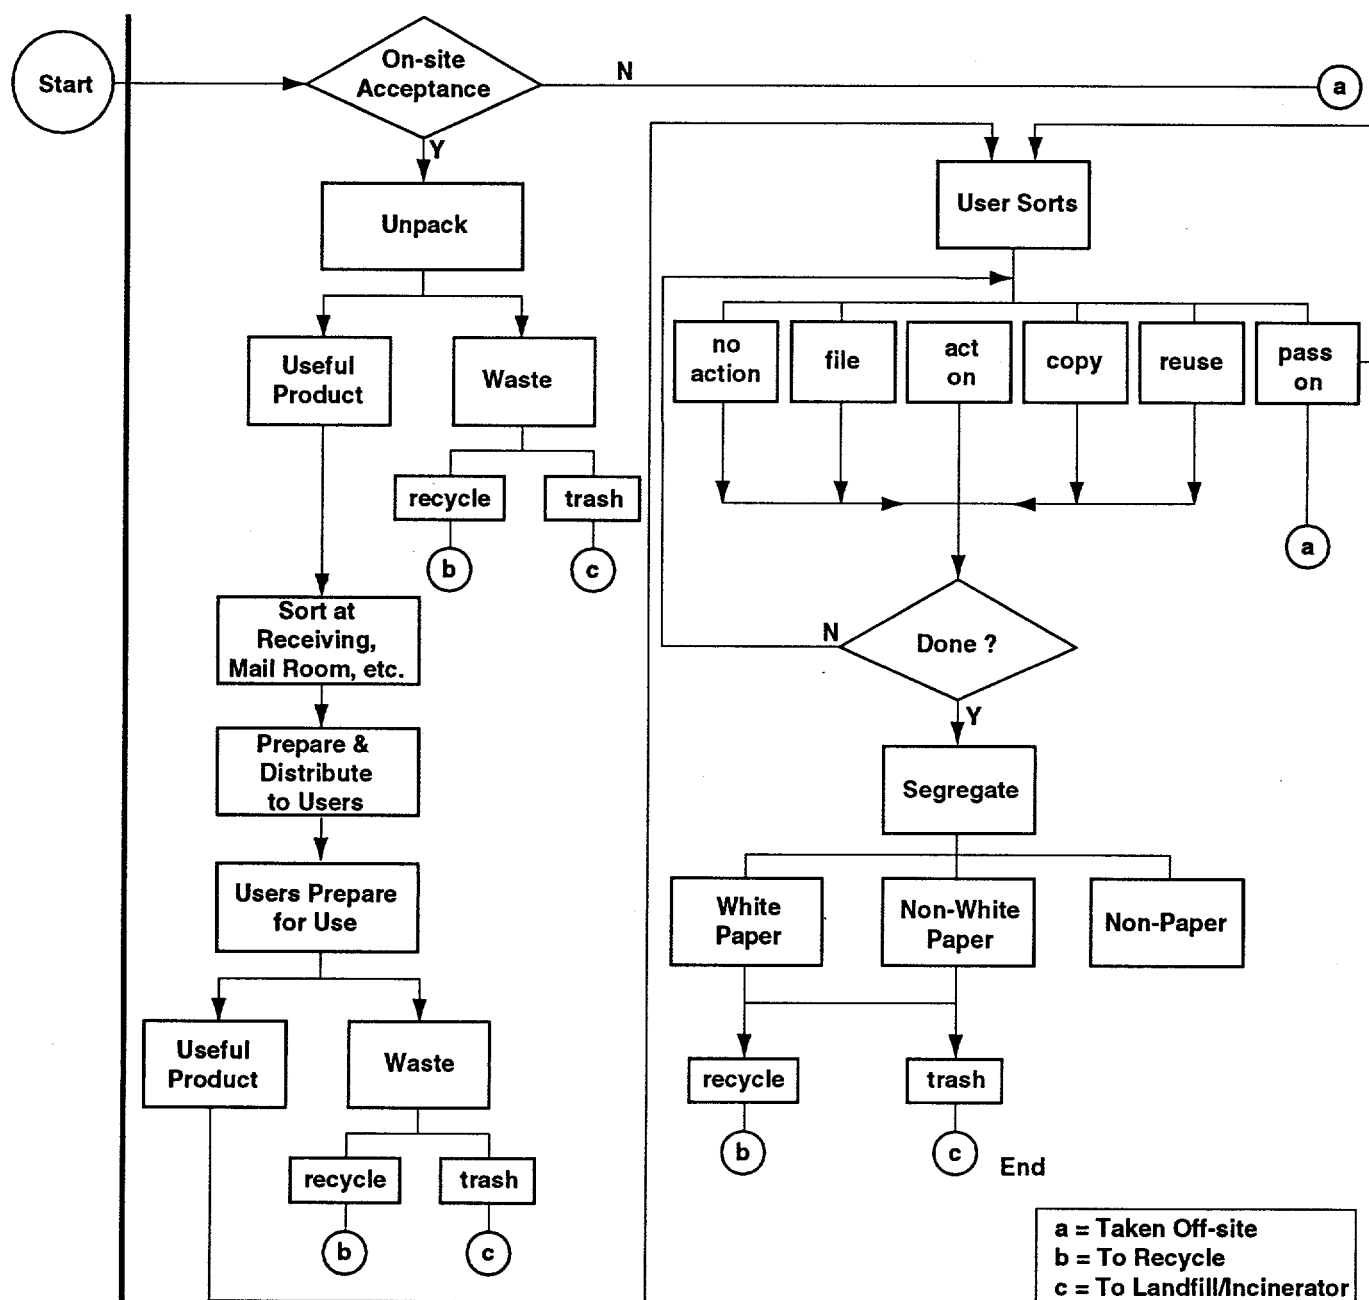 Start
On-site
Acceptance
N
a
Y
Unpack
Useful
Product
Waste
recycle
trash
b
c
Sort at
Receiving,
Mail Room, etc.
Prepare &
Distribute
to Users
Users Prepare
for Use
Useful
Product
Waste
recycle
trash
b
c
User Sorts
no
action
file
act
on
copy
reuse
pass
on
a
Done ?
N
Y
Segregate
White
Paper
Non-White
Paper
Non-Paper
recycle
trash
b
c
End
a = Taken Off-site
b = To Recycle
c = To Landfill/Incinerator